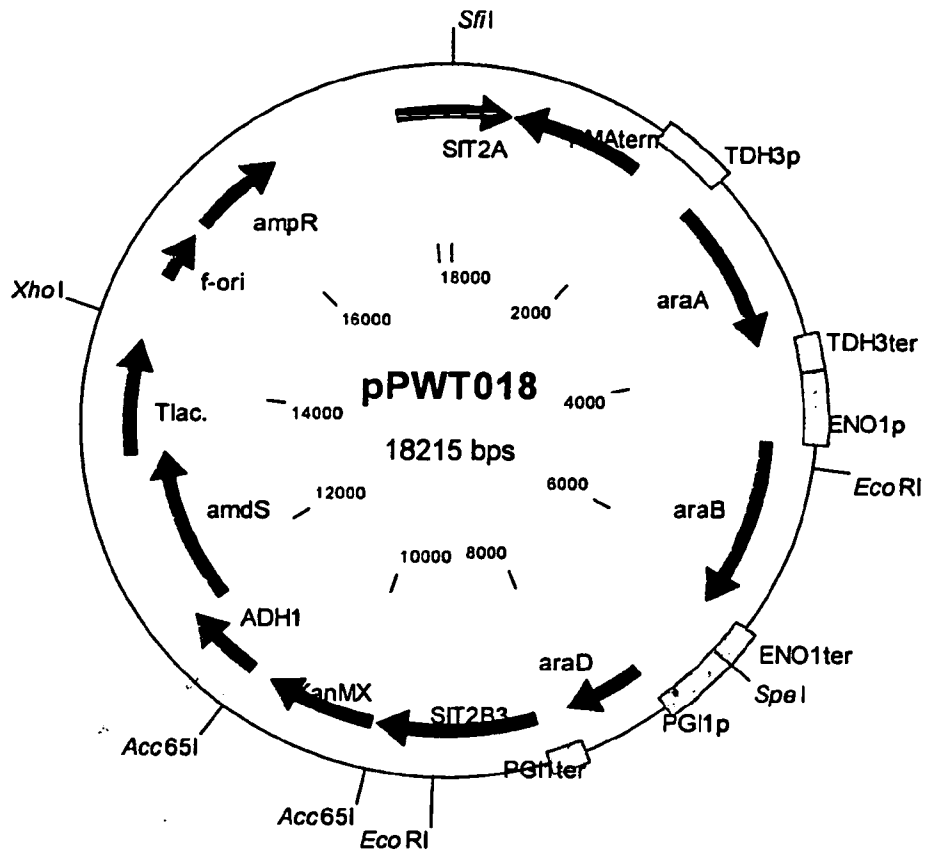 SfiI
SIT2A
PMAterm
TDH3p
ampR
f-ori
araA
XhoI
18000
2000
16000
TDH3ter
pPWT018
Tlac.
14000
4000
ENO1p
18215 bps
EcoRI
amdS
12000
6000
araB
10000
8000
ADH1
araD
ENO1ter
SpeI
KanMX
SIT2B3
PGI1p
Acc65I
PGI1ter
Acc65I
EcoRI